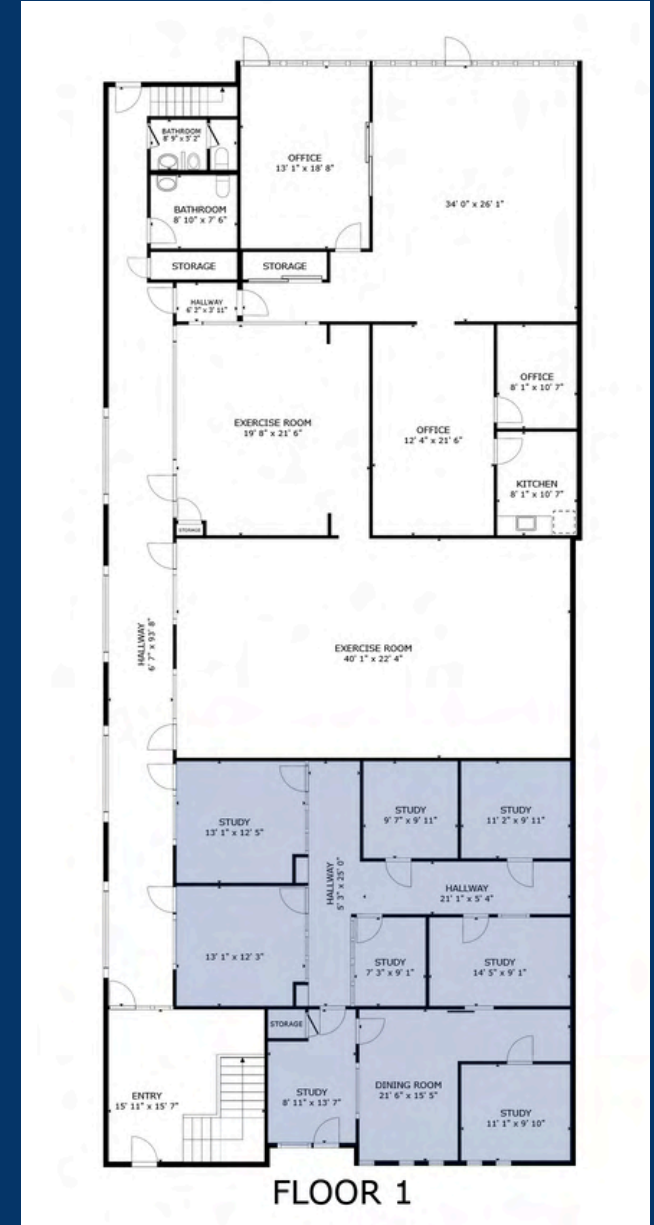 BATHROOM
8' 9" x 5' 2"
OFFICE
13' 1" x 18' 8"
34' 0" x 26' 1"
BATHROOM
8' 10" x 7' 6"
STORAGE
STORAGE
HALLWAY
6' 2" x 3' 11"
OFFICE
8' 1" x 10' 7"
EXERCISE ROOM
19' 8" x 21' 6"
OFFICE
12' 4" x 21' 6"
KITCHEN
8' 1" x 10' 7"
STORAGE
HALLWAY
6' 7" x 93' 8"
EXERCISE ROOM
40' 1" x 22' 4"
STUDY
13' 1" x 12' 5"
STUDY
9' 7" x 9' 11"
STUDY
11' 2" x 9' 11"
HALLWAY
5' 3" x 25' 0"
HALLWAY
21' 1" x 5' 4"
13' 1" x 12' 3"
STUDY
7' 3" x 9' 1"
STUDY
14' 5" x 9' 1"
STORAGE
ENTRY
15' 11" x 15' 7"
STUDY
8' 11" x 13' 7"
DINING ROOM
21' 6" x 15' 5"
STUDY
11' 1" x 9' 10"
FLOOR 1